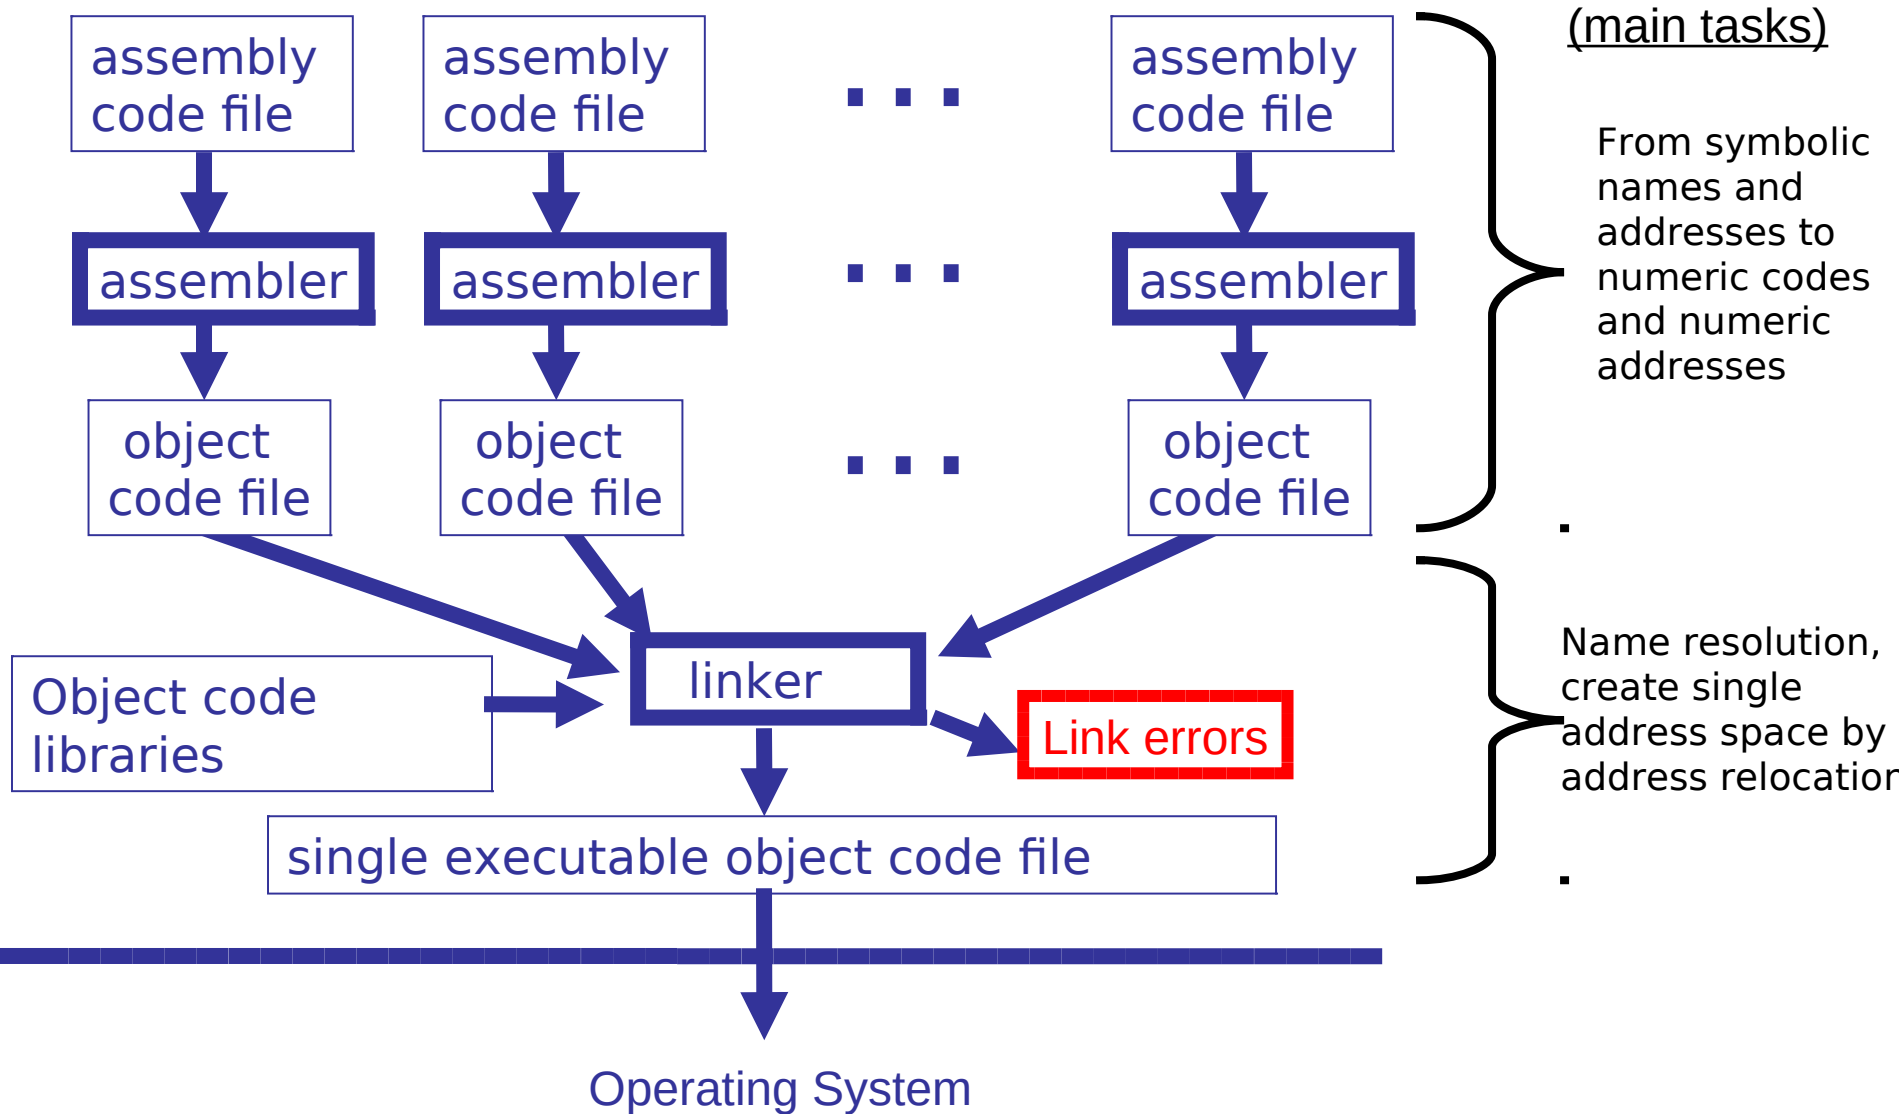 (main tasks)
assembly
code file
assembly
code file
...
assembly
code file
From symbolic
names and
addresses to
numeric codes
and numeric
addresses
assembler
assembler
...
assembler
object
code file
object
code file
...
object
code file
.
linker
Object code
libraries
Link errors
Name resolution,
create single
address space by
address relocation
single executable object code file
.
Operating System